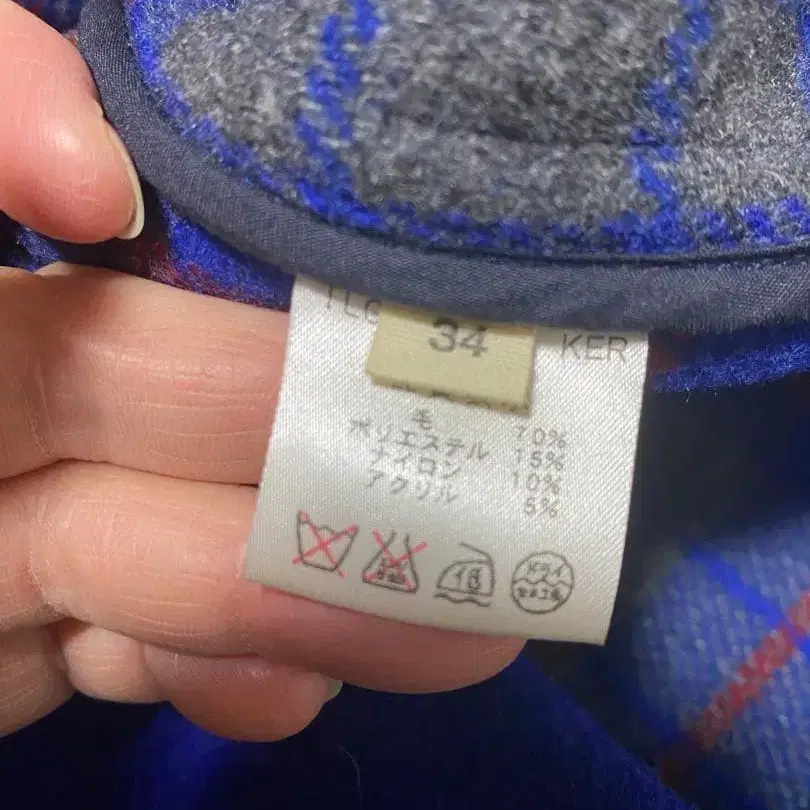 34
KER
毛 70%
ポリエステル 15%
ナイロン 10%
アクリル 5%
ドライ